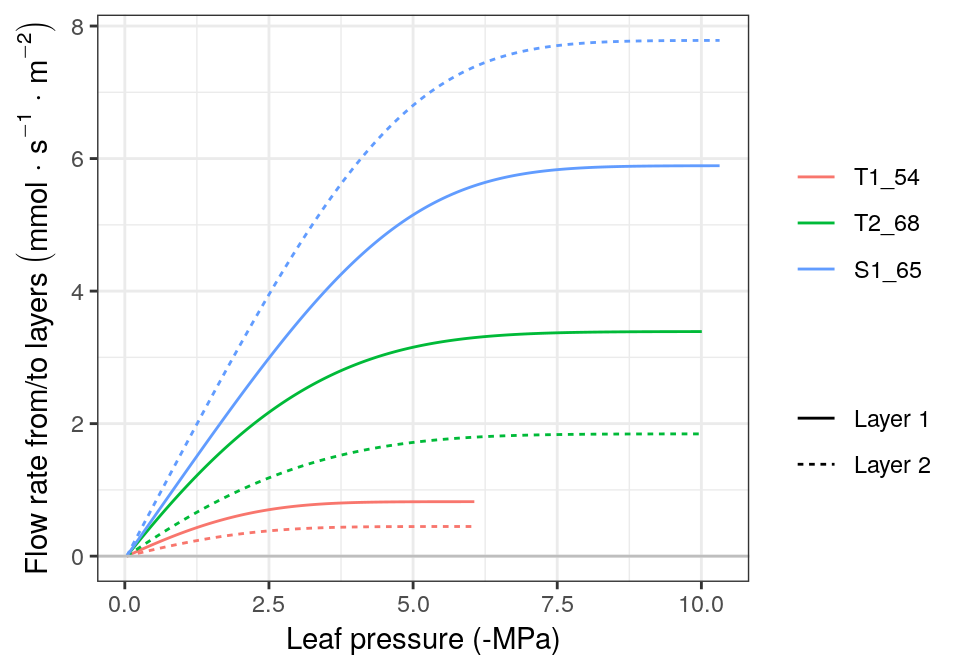 Flow rate from/to layers (mmol · s⁻¹ · m⁻²)
8
6
4
2
0
0.0 2.5 5.0 7.5 10.0
Leaf pressure (-MPa)
T1_54
T2_68
S1_65
Layer 1
Layer 2